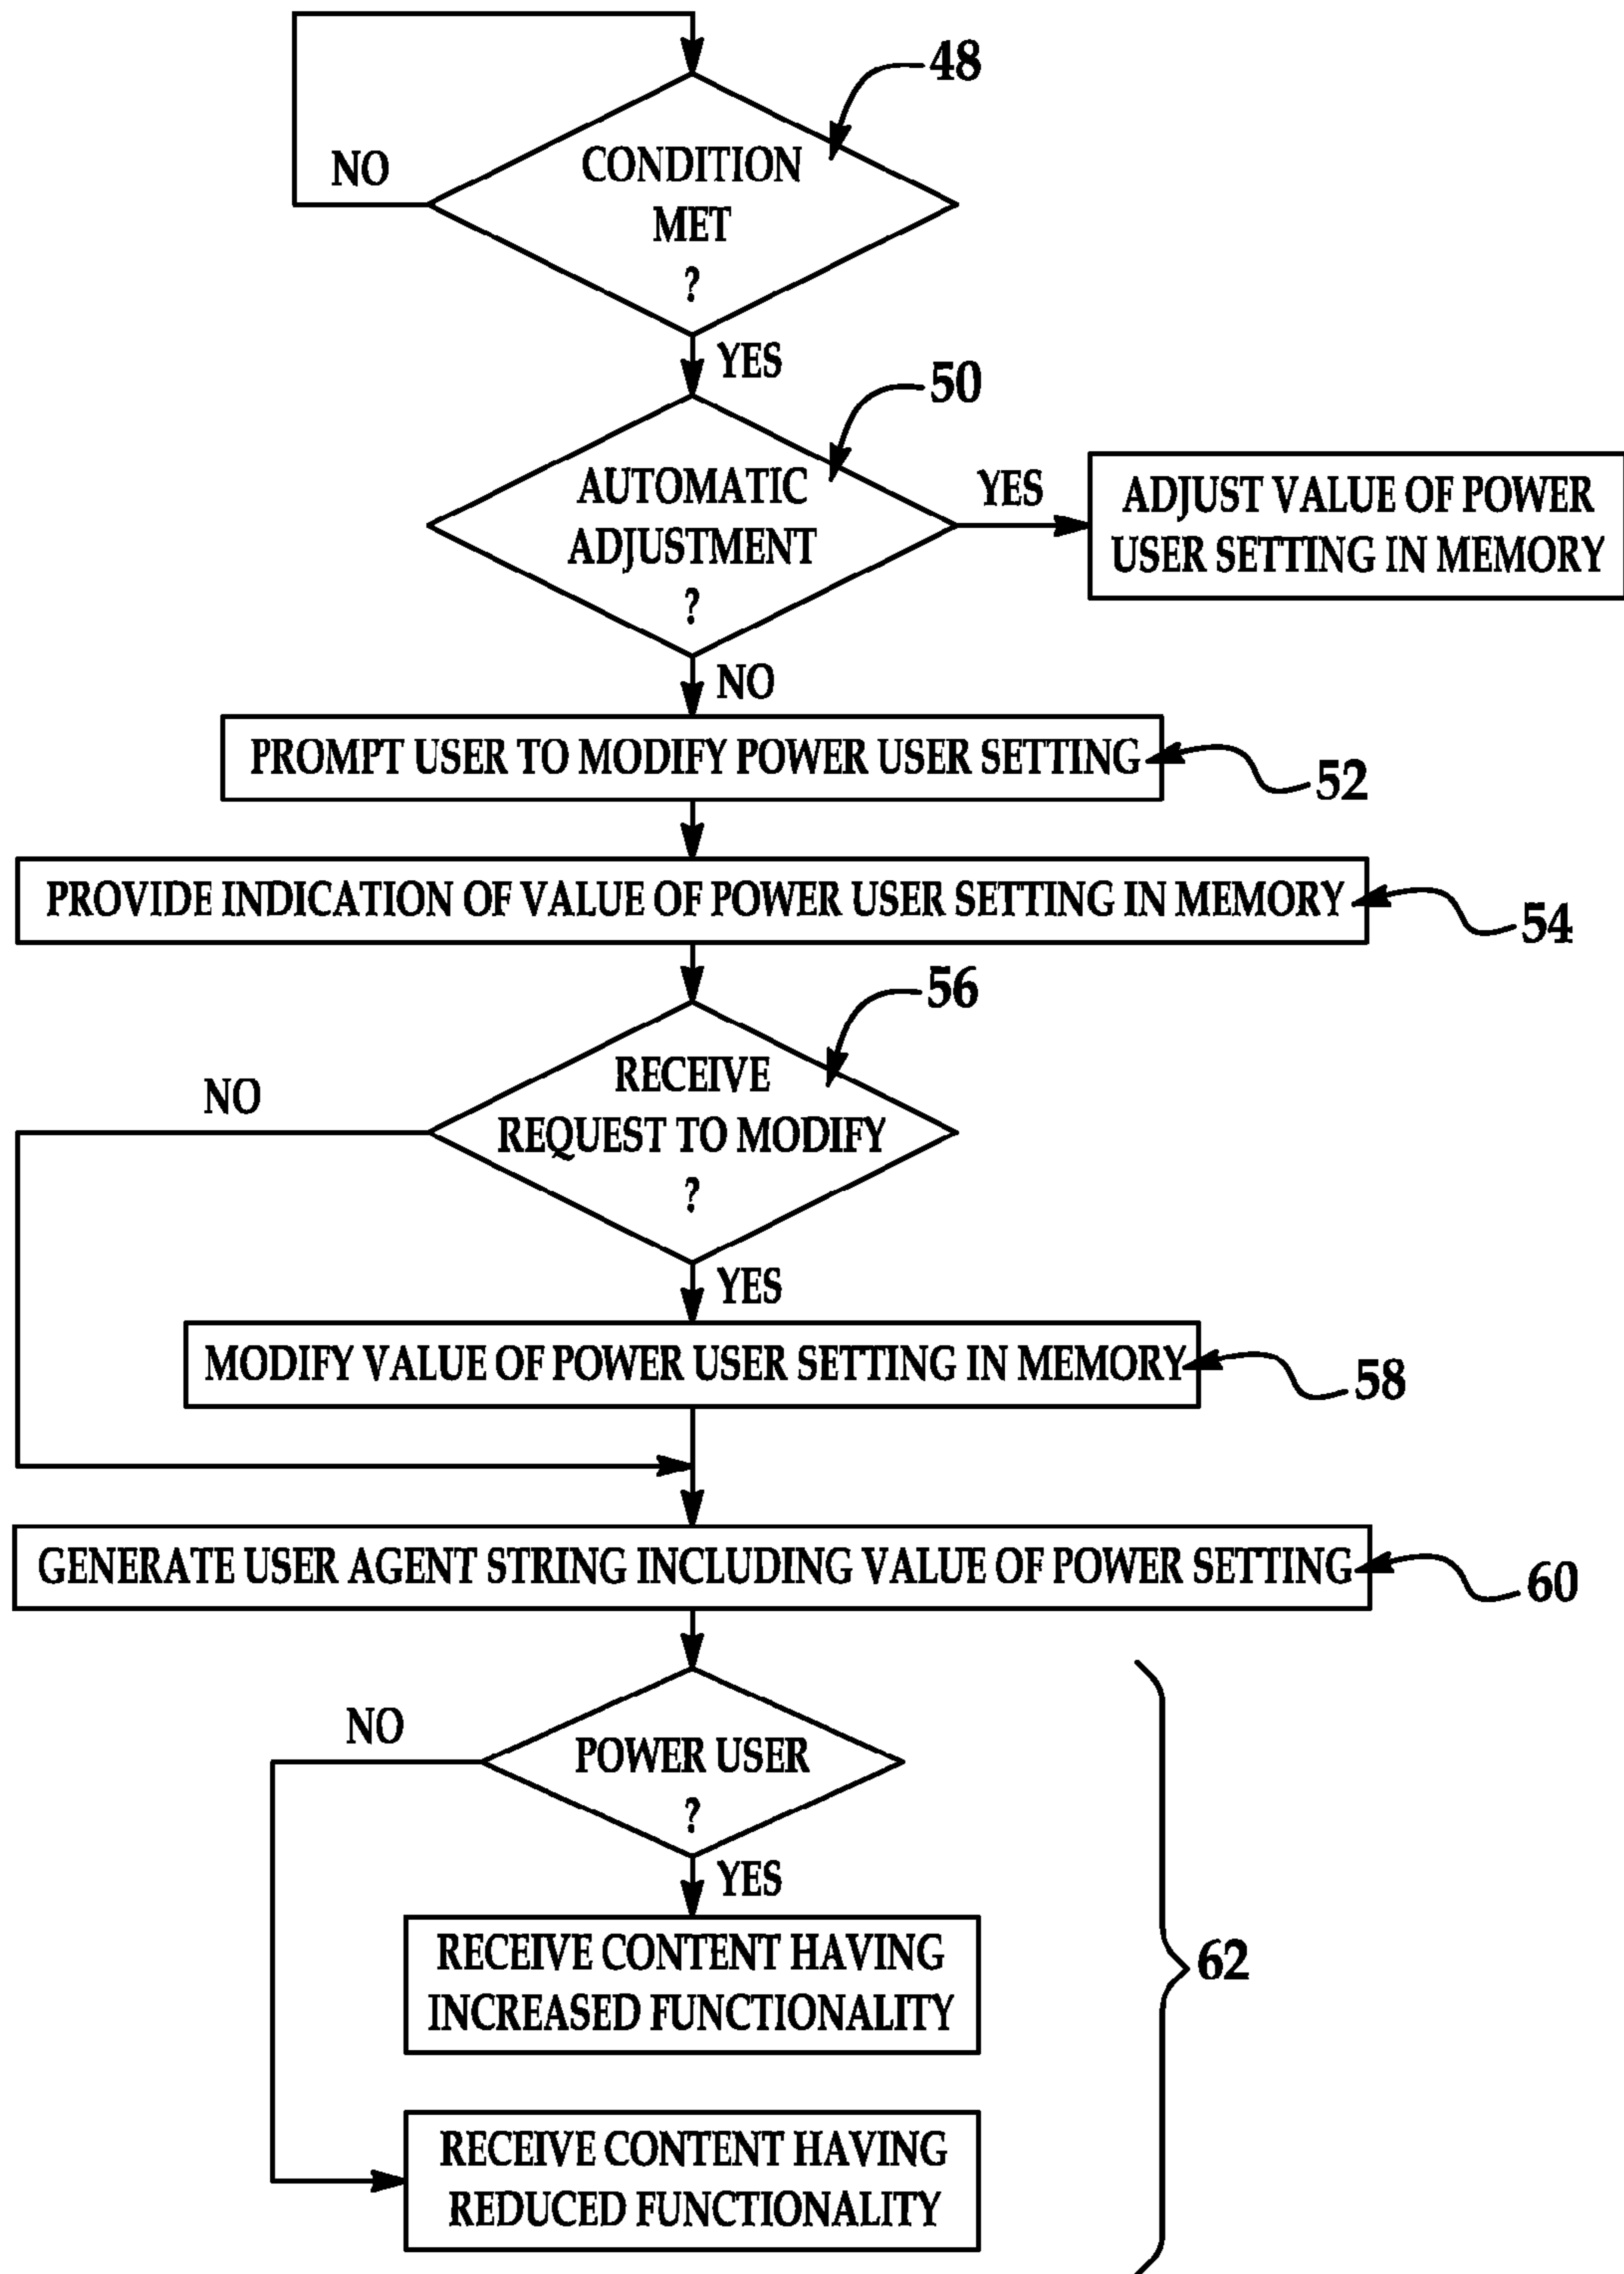 48
NO
CONDITION
MET
?
YES
50
AUTOMATIC
ADJUSTMENT
?
YES
ADJUST VALUE OF POWER
USER SETTING IN MEMORY
NO
PROMPT USER TO MODIFY POWER USER SETTING
52
PROVIDE INDICATION OF VALUE OF POWER USER SETTING IN MEMORY
54
56
NO
RECEIVE
REQUEST TO MODIFY
?
YES
MODIFY VALUE OF POWER USER SETTING IN MEMORY
58
GENERATE USER AGENT STRING INCLUDING VALUE OF POWER SETTING
60
NO
POWER USER
?
YES
RECEIVE CONTENT HAVING
INCREASED FUNCTIONALITY
62
RECEIVE CONTENT HAVING
REDUCED FUNCTIONALITY